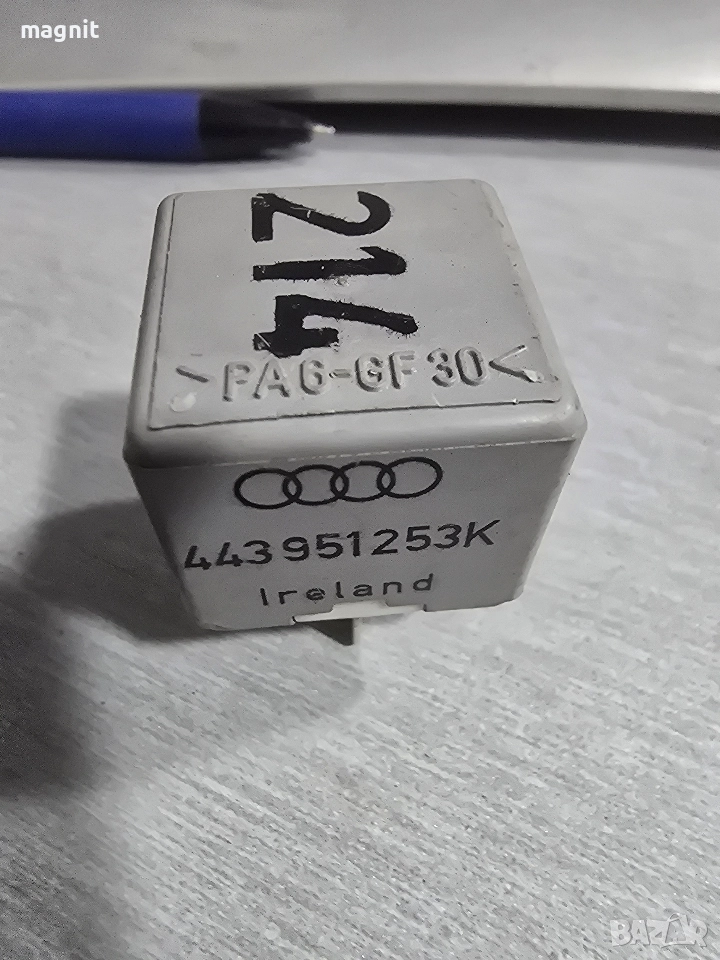 magnit
214
>PA6-GF30<
443951253K
Ireland
BAZAR